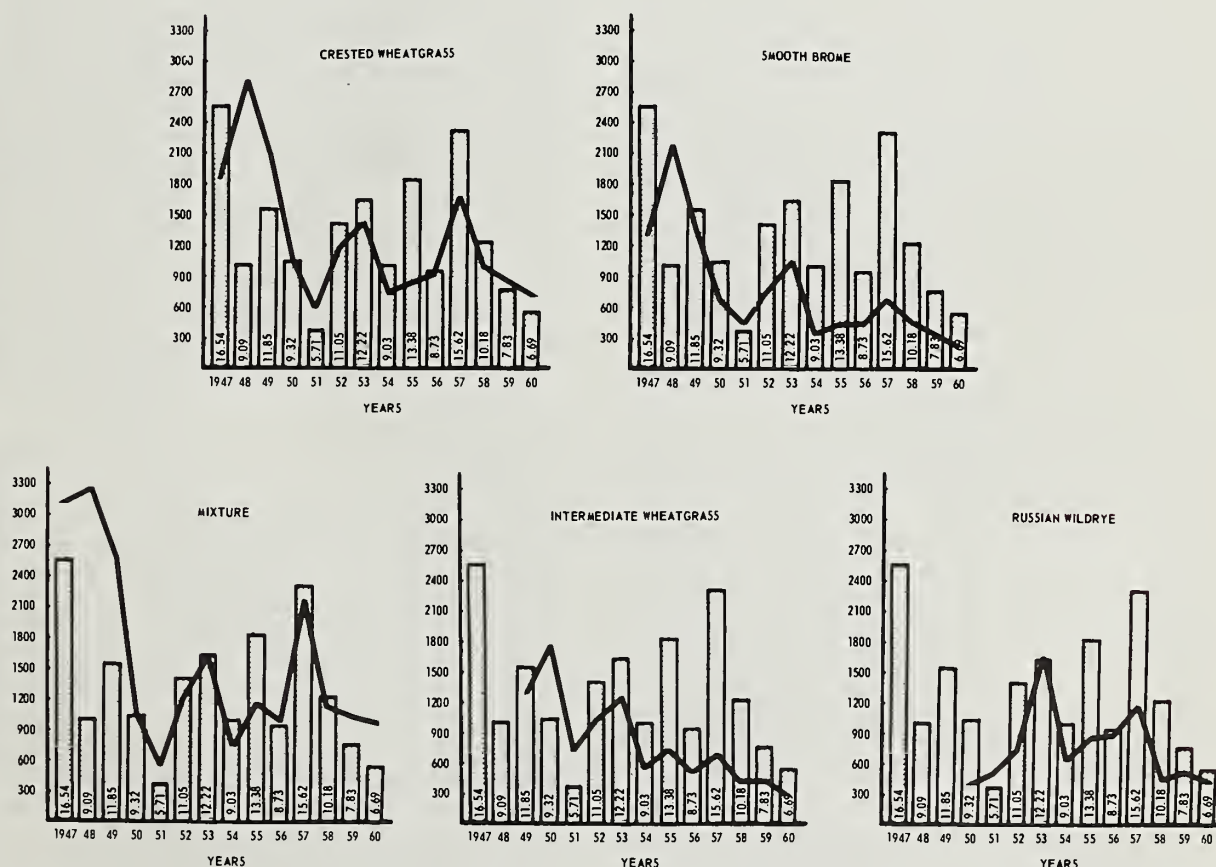 CRESTED WHEATGRASS
3300
3000
2700
2400
2100
1800
1500
1200
900
600
300
16.54 9.09 11.85 9.32 5.71 11.05 12.22 9.03 13.38 8.73 15.62 10.18 7.83 6.69
1947 48 49 50 51 52 53 54 55 56 57 58 59 60
YEARS
SMOOTH BROME
3300
3000
2700
2400
2100
1800
1500
1200
900
600
300
16.54 9.09 11.85 9.32 5.71 11.05 12.22 9.03 13.38 8.73 15.62 10.18 7.83 6.69
1947 48 49 50 51 52 53 54 55 56 57 58 59 60
YEARS
MIXTURE
3300
3000
2700
2400
2100
1800
1500
1200
900
600
300
16.54 9.09 11.85 9.32 5.71 11.05 12.22 9.03 13.38 8.73 15.62 10.18 7.83 6.69
1947 48 49 50 51 52 53 54 55 56 57 58 59 60
YEARS
INTERMEDIATE WHEATGRASS
3300
3000
2700
2400
2100
1800
1500
1200
900
600
300
16.54 9.09 11.85 9.32 5.71 11.05 12.22 9.03 13.38 8.73 15.62 10.18 7.83 6.69
1947 48 49 50 51 52 53 54 55 56 57 58 59 60
YEARS
RUSSIAN WILDRYE
3300
3000
2700
2400
2100
1800
1500
1200
900
600
300
16.54 9.09 11.85 9.32 5.71 11.05 12.22 9.03 13.38 8.73 15.62 10.18 7.83 6.69
1947 48 49 50 51 52 53 54 55 56 57 58 59 60
YEARS